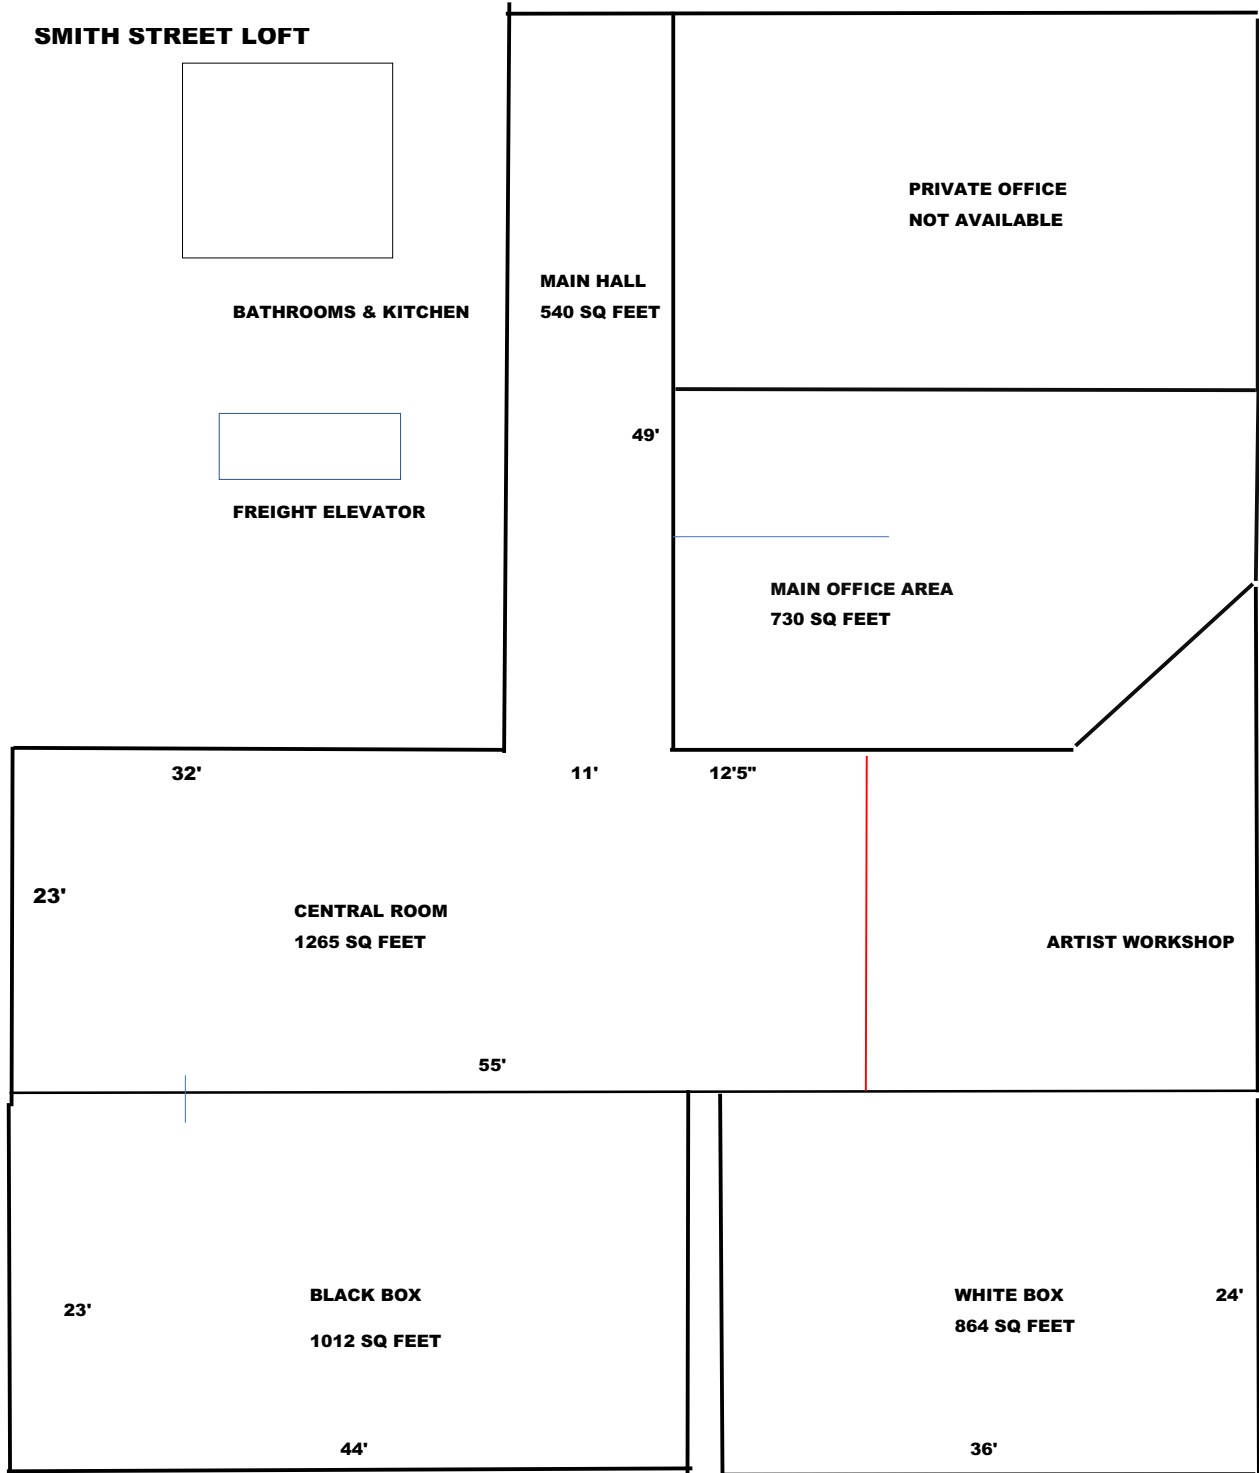 SMITH STREET LOFT
PRIVATE OFFICE
NOT AVAILABLE
MAIN HALL
540 SQ FEET
BATHROOMS & KITCHEN
49'
FREIGHT ELEVATOR
MAIN OFFICE AREA
730 SQ FEET
32'
11'
12'5"
23'
CENTRAL ROOM
1265 SQ FEET
ARTIST WORKSHOP
55'
BLACK BOX
1012 SQ FEET
23'
WHITE BOX
864 SQ FEET
24'
44'
36'